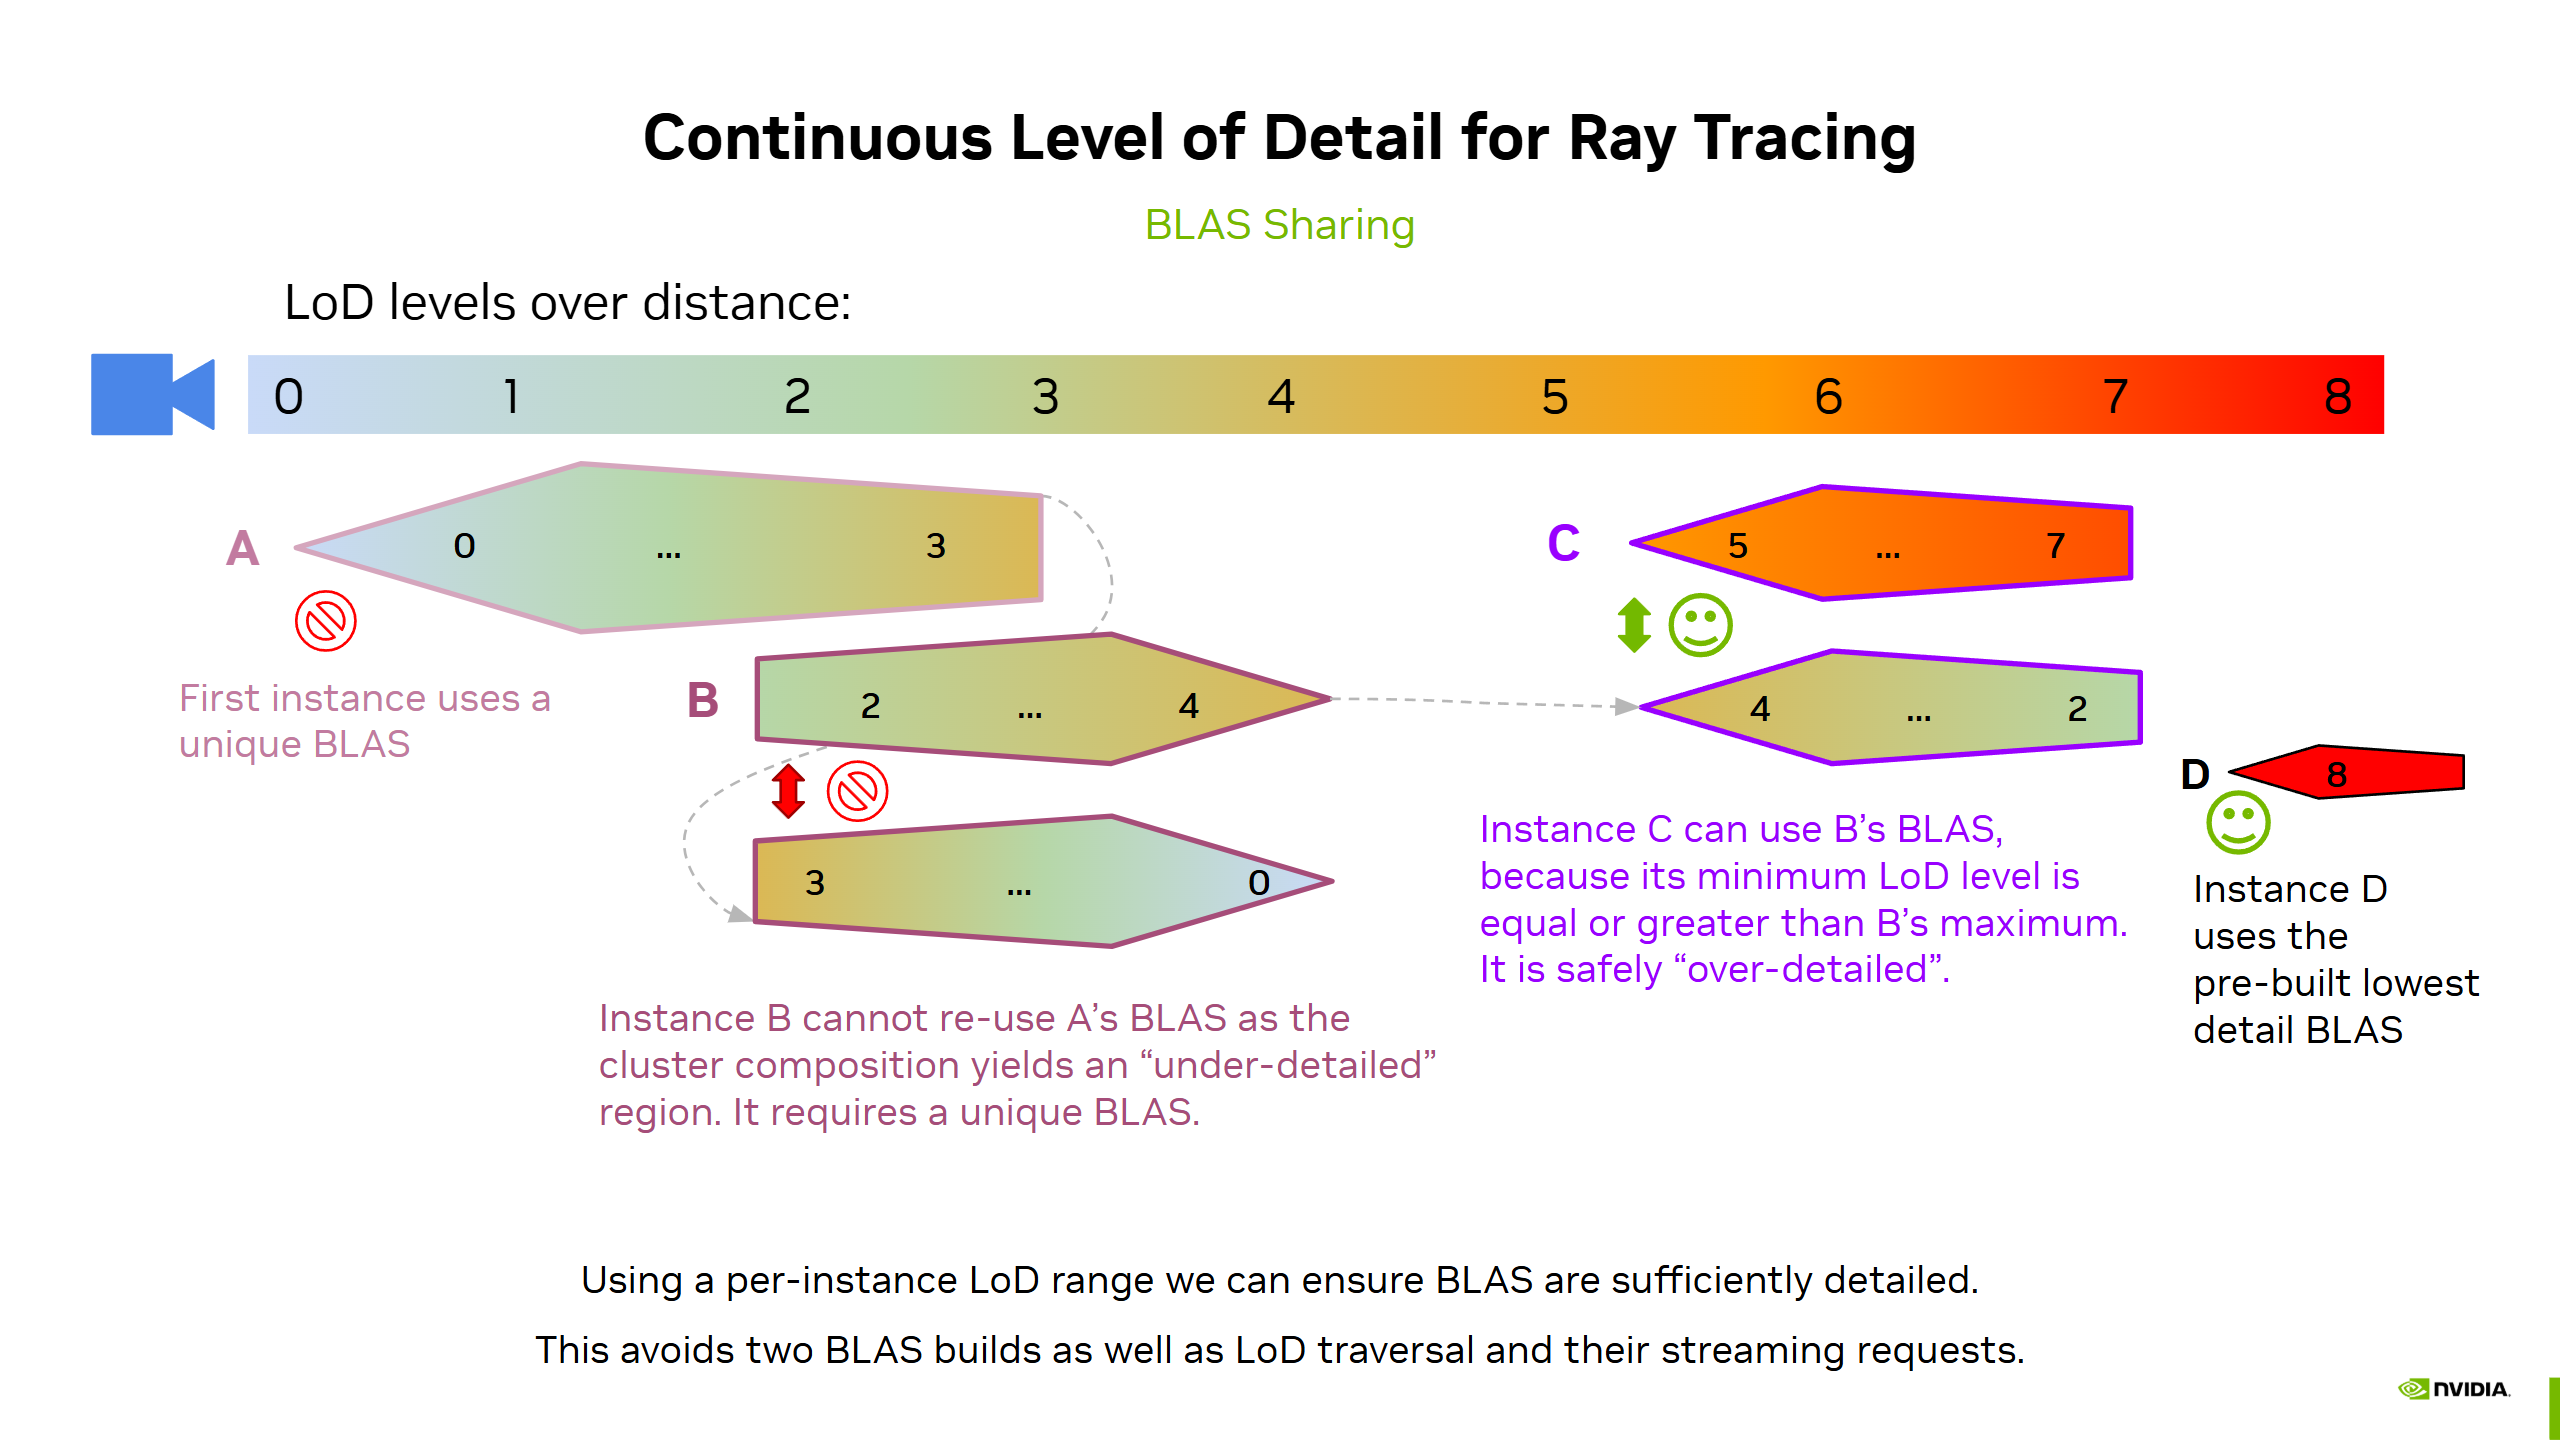 Continuous Level of Detail for Ray Tracing
BLAS Sharing
LoD levels over distance:
0 1 2 3 4 5 6 7 8
A
0 ... 3
First instance uses a
unique BLAS
B
2 ... 4
3 ... 0
Instance B cannot re-use A’s BLAS as the
cluster composition yields an “under-detailed”
region. It requires a unique BLAS.
C
5 ... 7
4 ... 2
Instance C can use B’s BLAS,
because its minimum LoD level is
equal or greater than B’s maximum.
It is safely “over-detailed”.
D
8
Instance D
uses the
pre-built lowest
detail BLAS
Using a per-instance LoD range we can ensure BLAS are sufficiently detailed.
This avoids two BLAS builds as well as LoD traversal and their streaming requests.
NVIDIA.